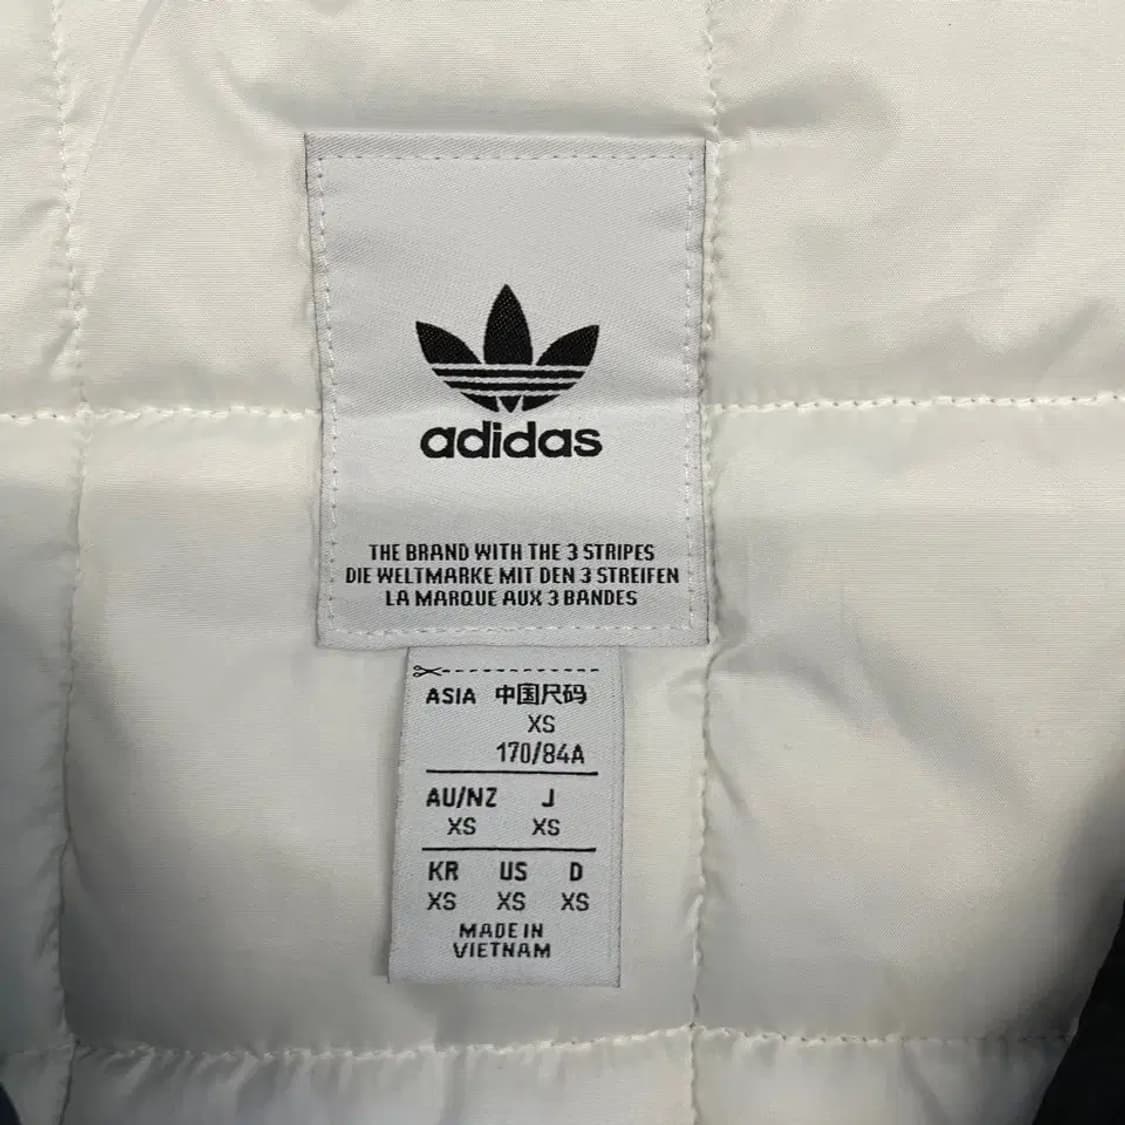 adidas
THE BRAND WITH THE 3 STRIPES
DIE WELTMARKE MIT DEN 3 STREIFEN
LA MARQUE AUX 3 BANDES
ASIA 中国尺码
XS
170/84A
AU/NZ J
XS XS
KR US D
XS XS XS
MADE IN
VIETNAM